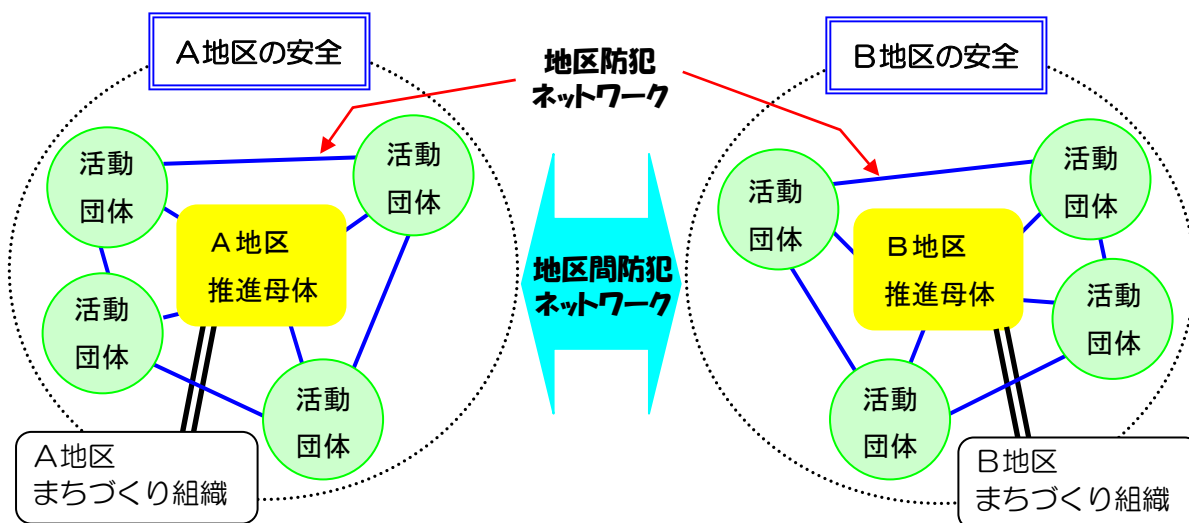 A地区の安全
地区防犯
ネットワーク
B地区の安全
活動
団体
活動
団体
A地区
推進母体
活動
団体
活動
団体
A地区
まちづくり組織
地区間防犯
ネットワーク
活動
団体
活動
団体
B地区
推進母体
活動
団体
活動
団体
B地区
まちづくり組織